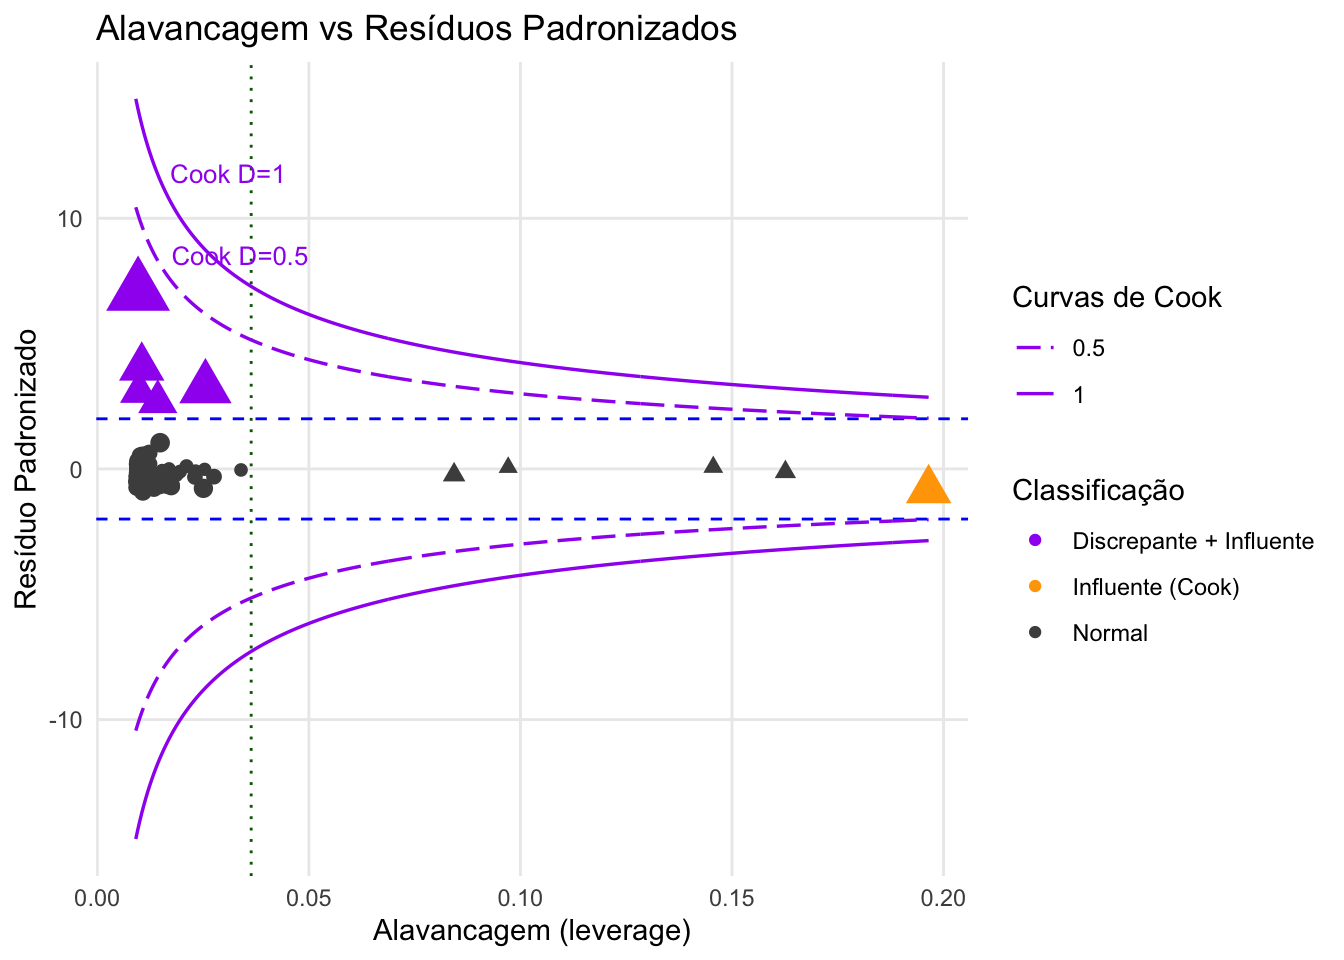 Alavancagem vs Resíduos Padronizados
Cook D=1
Cook D=0.5
10
0
-10
Resíduo Padronizado
0.00
0.05
0.10
0.15
0.20
Alavancagem (leverage)
Curvas de Cook
0.5
1
Classificação
Discrepante + Influente
Influente (Cook)
Normal